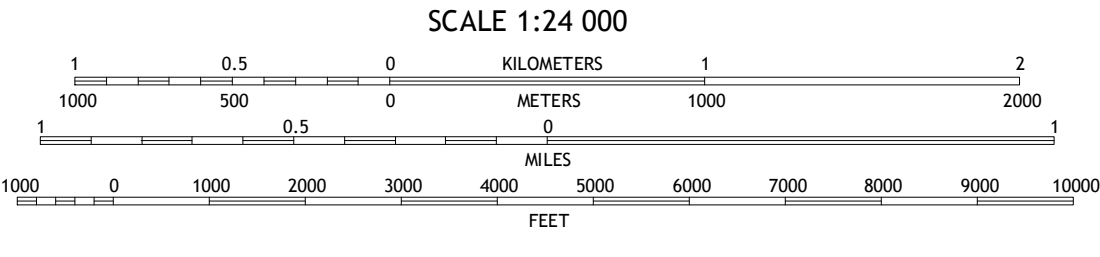 SCALE 1:24 000
1 0.5 0 KILOMETERS 1 2
1000 500 0 METERS 1000 2000
1 0.5 0 1
MILES
1000 0 1000 2000 3000 4000 5000 6000 7000 8000 9000 10000
FEET